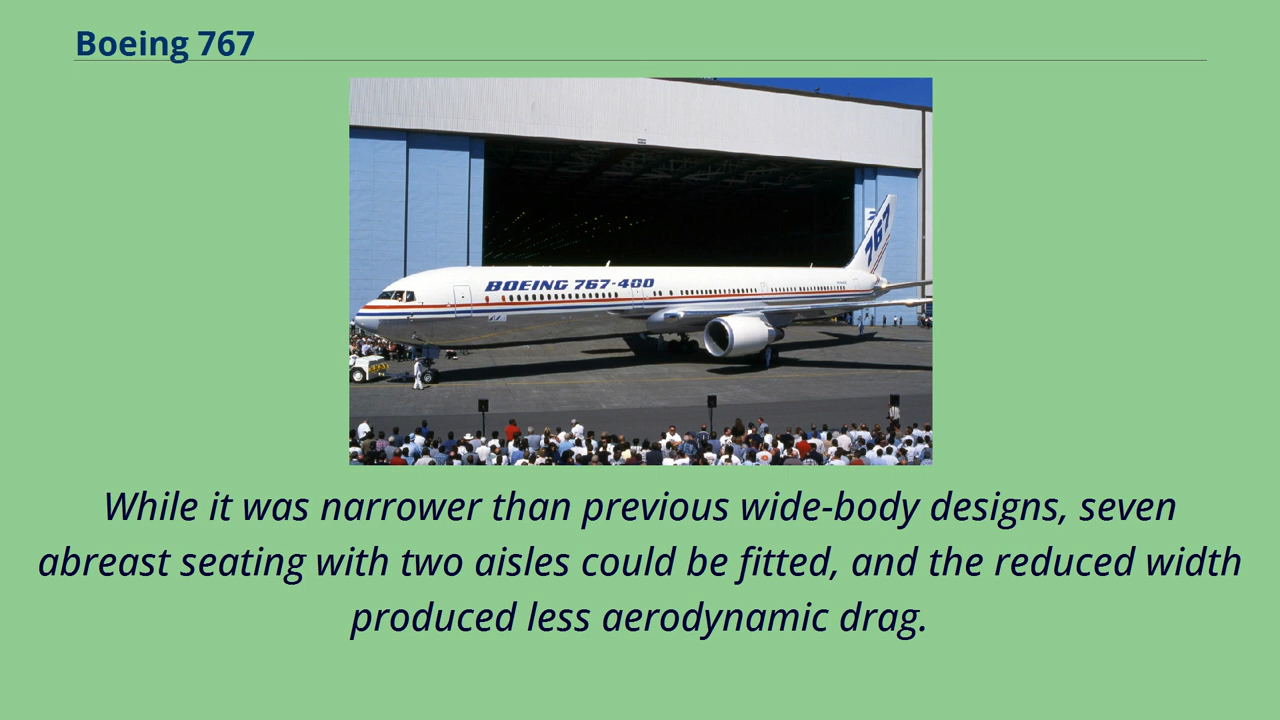 Boeing 767
767
BOEING 767-400
While it was narrower than previous wide-body designs, seven
abreast seating with two aisles could be fitted, and the reduced width
produced less aerodynamic drag.